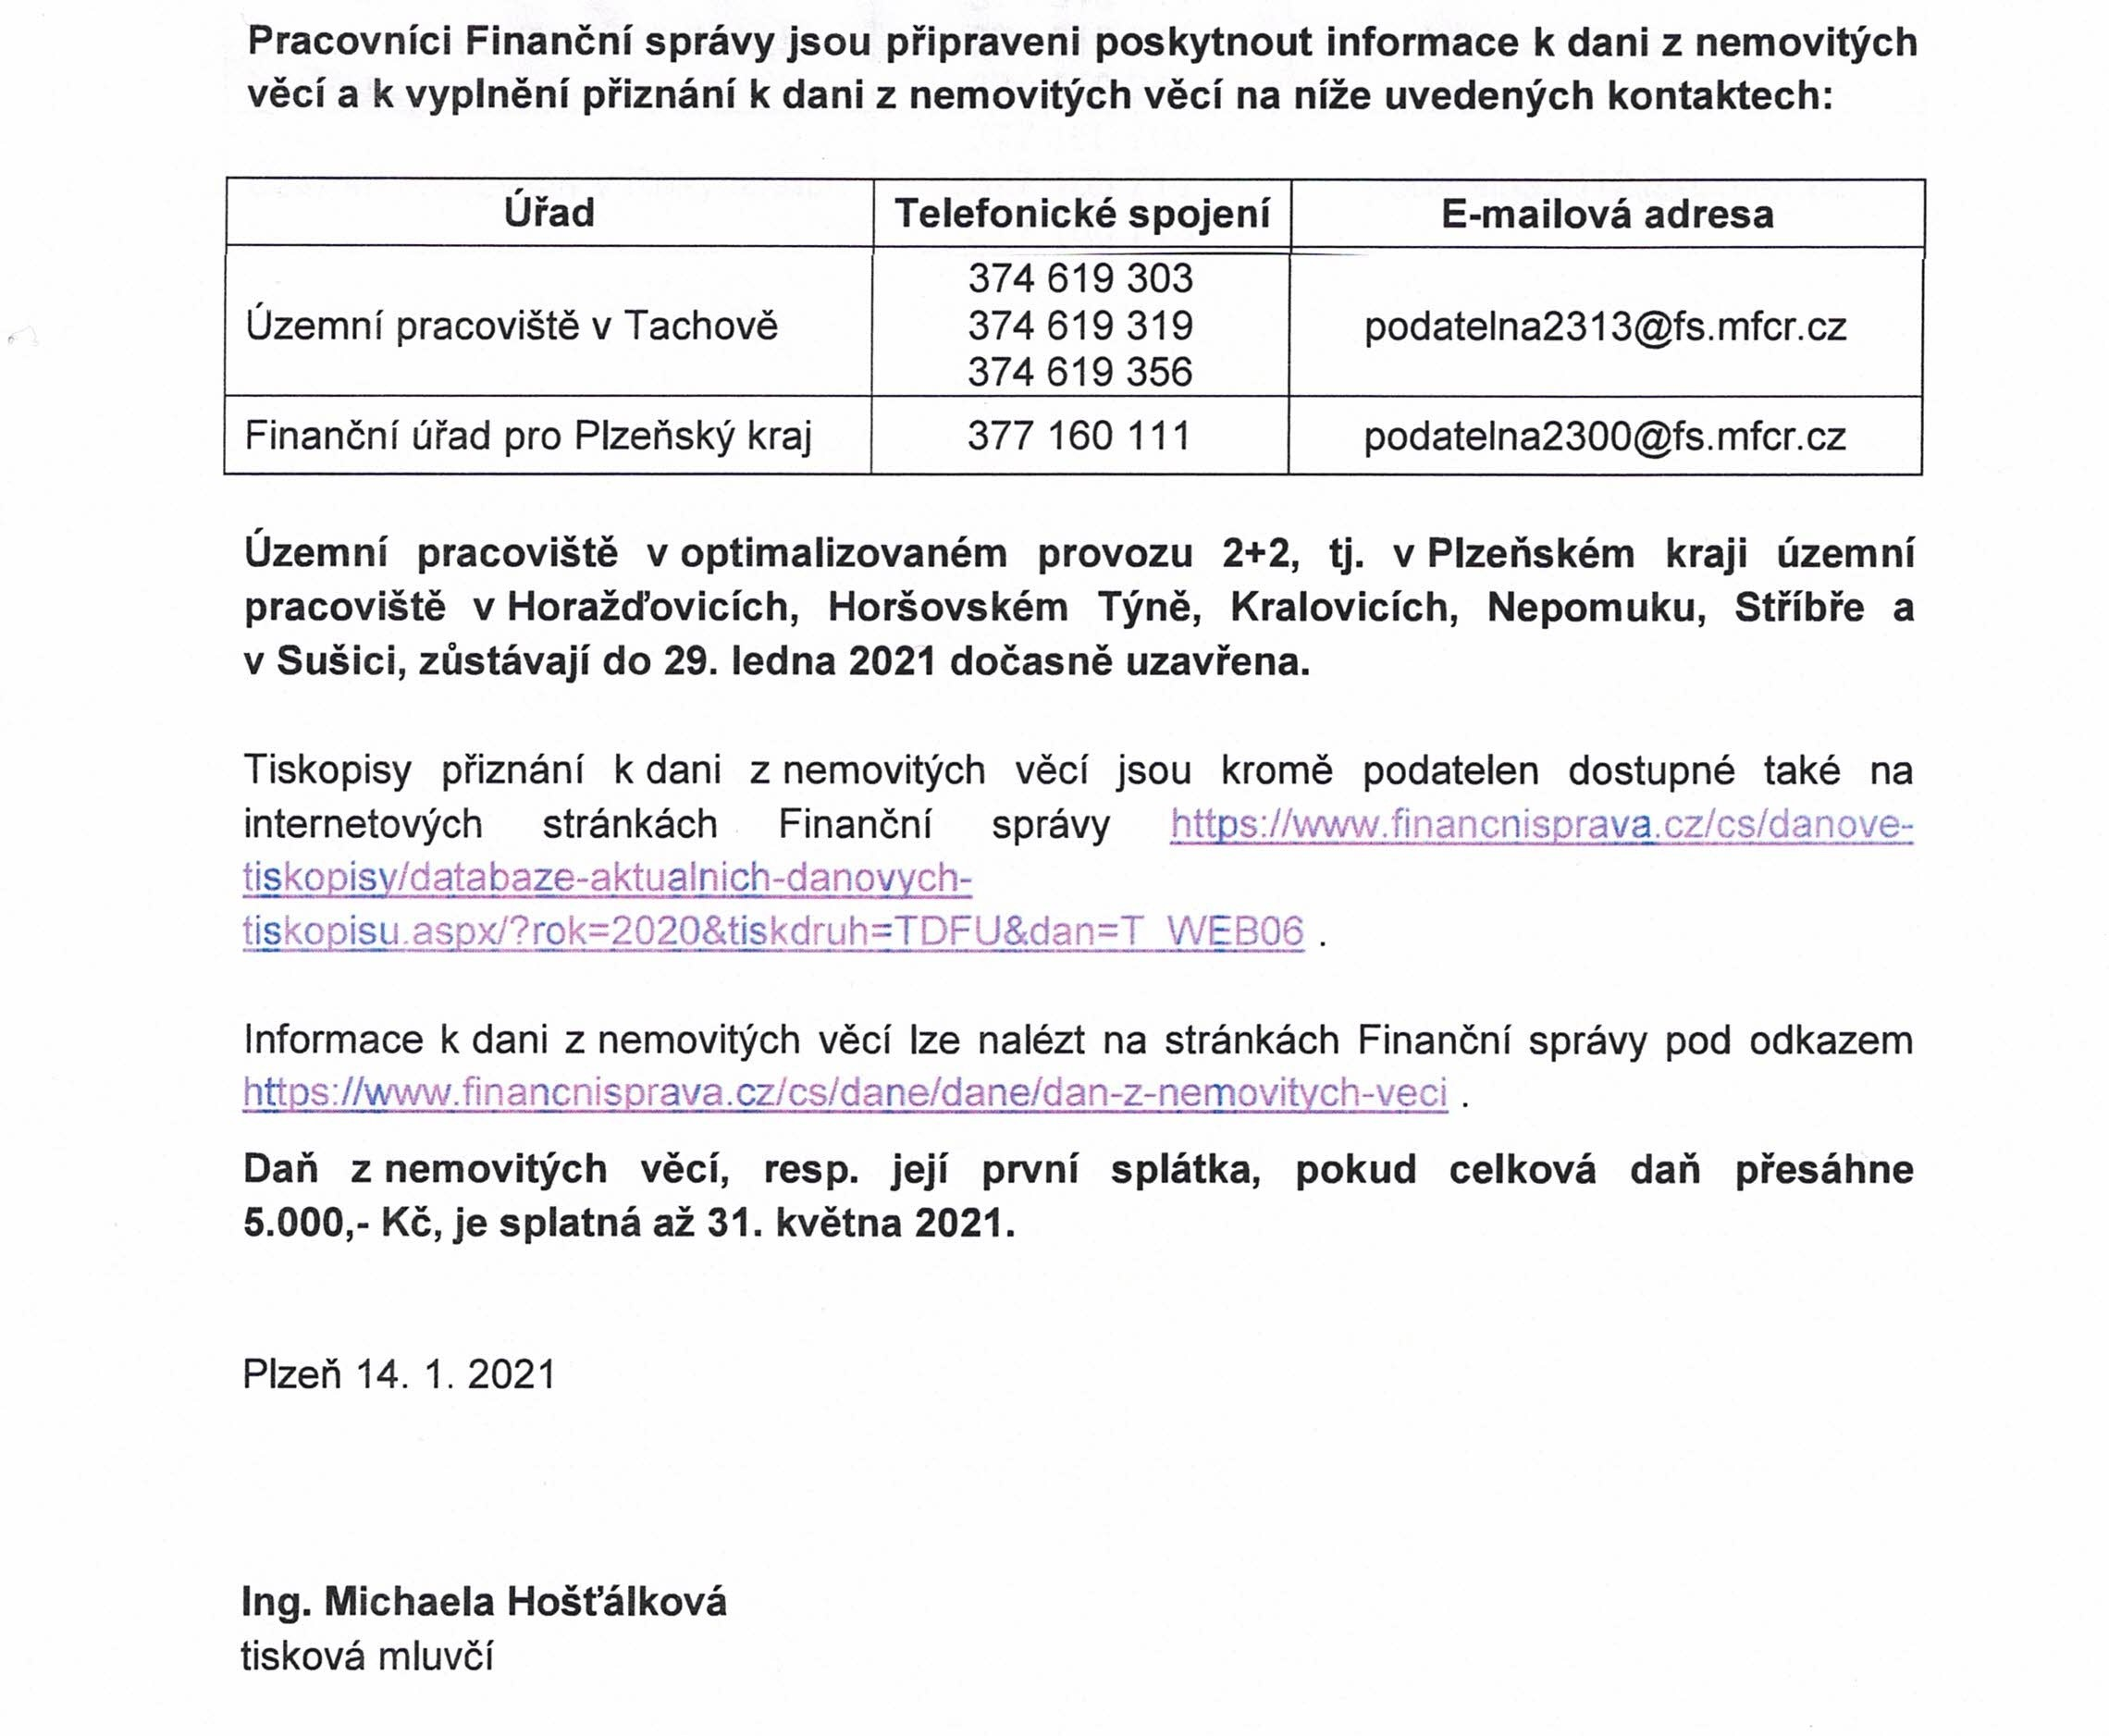 Pracovníci Finanční správy jsou připraveni poskytnout informace k dani z nemovitých
věcí a k vyplnění přiznání k dani z nemovitých věcí na níže uvedených kontaktech:
Úřad Telefonické spojení E-mailová adresa
374 619 303
Územní pracoviště v Tachově 374 619 319 podatelna2313@fs.mfcr.cz
374 619 356
Finanční úřad pro Plzeňský kraj 377 160 111 podatelna2300@fs.mfcr.cz
Územní pracoviště v optimalizovaném provozu 2+2, tj. v Plzeňském kraji územní
pracoviště v Horažďovicích, Horšovském Týně, Kralovicích, Nepomuku, Stříbře a
v Sušici, zůstávají do 29. ledna 2021 dočasně uzavřena.
Tiskopisy přiznání k dani z nemovitých věcí jsou kromě podatelen dostupné také na
internetových stránkách Finanční správy https://www.financnisprava.cz/cs/danove-
tiskopisy/databaze-aktualnich-danovych-
tiskopisu.aspx/?rok=2020&tiskdruh=TDFU&dan=T_WEB06 .
Informace k dani z nemovitých věcí lze nalézt na stránkách Finanční správy pod odkazem
https://www.financnisprava.cz/cs/dane/dane/dan-z-nemovitych-veci .
Daň z nemovitých věcí, resp. její první splátka, pokud celková daň přesáhne
5.000,- Kč, je splatná až 31. května 2021.
Plzeň 14. 1. 2021
Ing. Michaela Hošťálková
tisková mluvčí